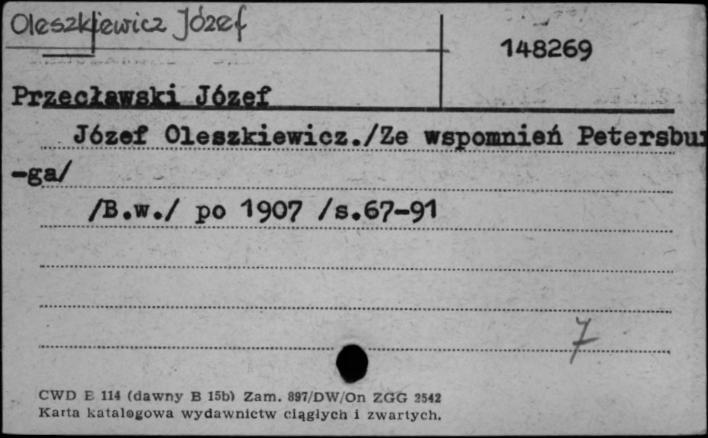 Oleszkiewicz Józef
148269
Przecławski Józef
Józef Oleszkiewicz./Ze wspomnień Petersbur
-ga/
/B.w./ po 1907 /s.67-91
7
CWD E 114 (dawny B 15b) Zam. 897/DW/On ZGG 2542
Karta katalogowa wydawnictw ciągłych i zwartych.